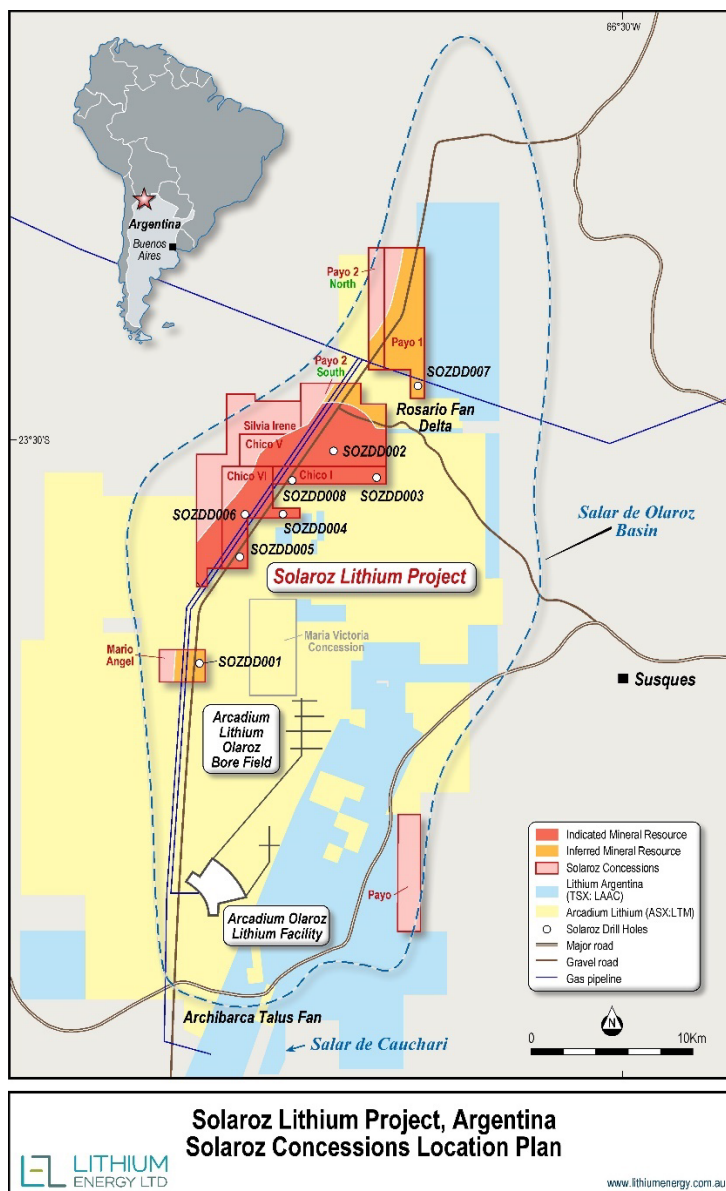 66°30'W
Argentina
Buenos
Aires
Payo 2
North
Payo 1
SOZDD007
Payo 2
South
Rosario Fan
Delta
23°30'S
Silvia Irene
Chico V
SOZDD002
Chico VI
Chico I
SOZDD003
SOZDD008
SOZDD006
SOZDD004
SOZDD005
Salar de Olaroz
Basin
Solaroz Lithium Project
Maria Victoria
Concession
Mario
Angel
SOZDD001
Susques
Arcadium
Lithium
Olaroz
Bore Field
Payo
Arcadium Olaroz
Lithium Facility
Archibarca Talus Fan
Salar de Cauchari
Indicated Mineral Resource
Inferred Mineral Resource
Solaroz Concessions
Lithium Argentina
(TSX: LAAC)
Arcadium Lithium (ASX:LTM)
Solaroz Drill Holes
Major road
Gravel road
Gas pipeline
N
0 10Km
Solaroz Lithium Project, Argentina
Solaroz Concessions Location Plan
LITHIUM
ENERGY LTD
www.lithiumenergy.com.au